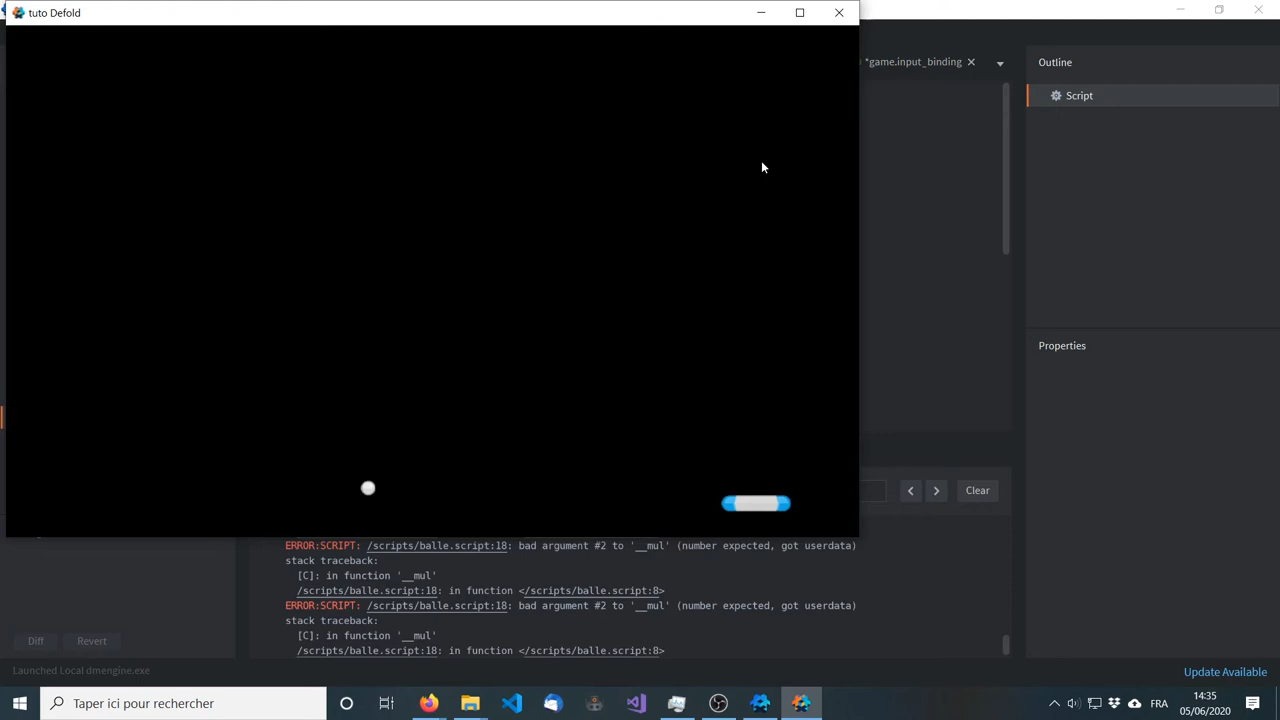 tuto Defold
*game.input_binding
Outline
Script
Properties
Clear
ERROR:SCRIPT: /scripts/balle.script:18: bad argument #2 to '__mul' (number expected, got userdata)
stack traceback:
[C]: in function '__mul'
/scripts/balle.script:18: in function </scripts/balle.script:8>
ERROR:SCRIPT: /scripts/balle.script:18: bad argument #2 to '__mul' (number expected, got userdata)
stack traceback:
[C]: in function '__mul'
/scripts/balle.script:18: in function </scripts/balle.script:8>
Diff Revert
Launched Local dmengine.exe
Update Available
Taper ici pour rechercher
FRA
14:35
05/06/2020